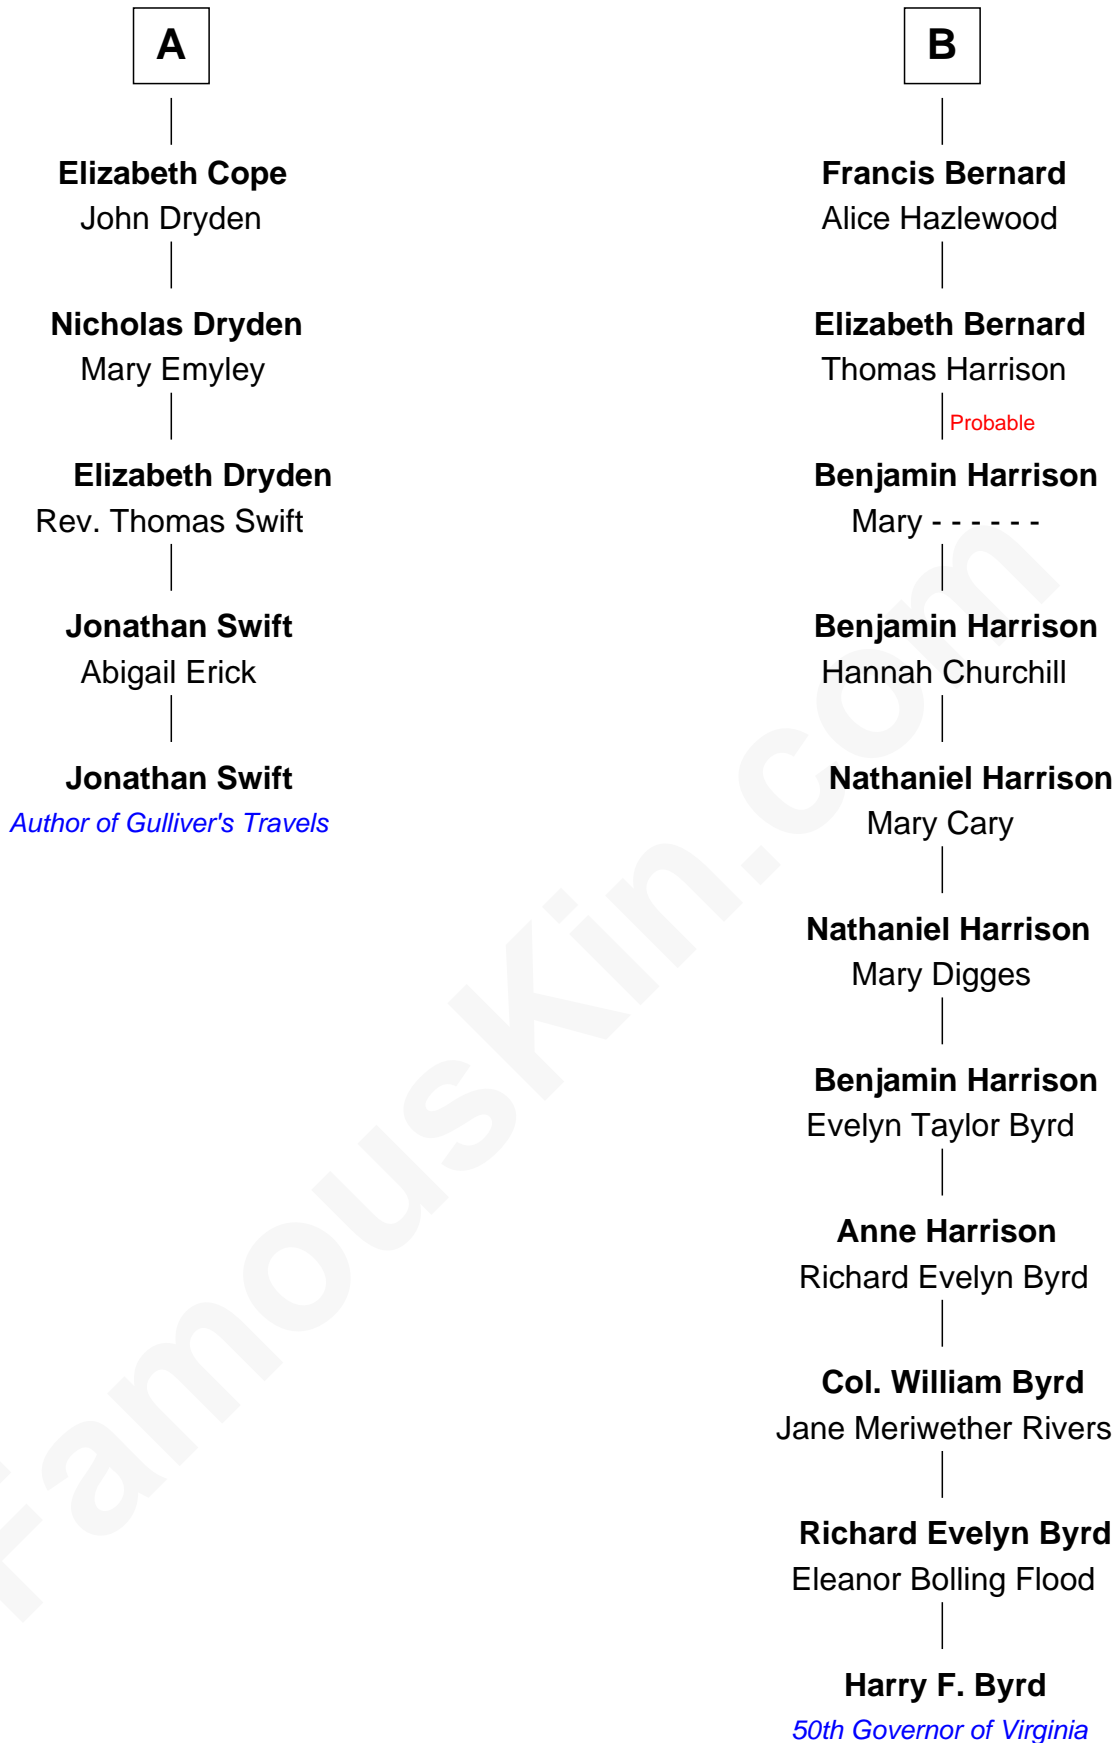 A
Elizabeth Cope
John Dryden
Nicholas Dryden
Mary Emyley
Elizabeth Dryden
Rev. Thomas Swift
Jonathan Swift
Abigail Erick
Jonathan Swift
Author of Gulliver's Travels
B
Francis Bernard
Alice Hazlewood
Elizabeth Bernard
Thomas Harrison
Probable
Benjamin Harrison
Mary - - - - - -
Benjamin Harrison
Hannah Churchill
Nathaniel Harrison
Mary Cary
Nathaniel Harrison
Mary Digges
Benjamin Harrison
Evelyn Taylor Byrd
Anne Harrison
Richard Evelyn Byrd
Col. William Byrd
Jane Meriwether Rivers
Richard Evelyn Byrd
Eleanor Bolling Flood
Harry F. Byrd
50th Governor of Virginia
FamousKin.com